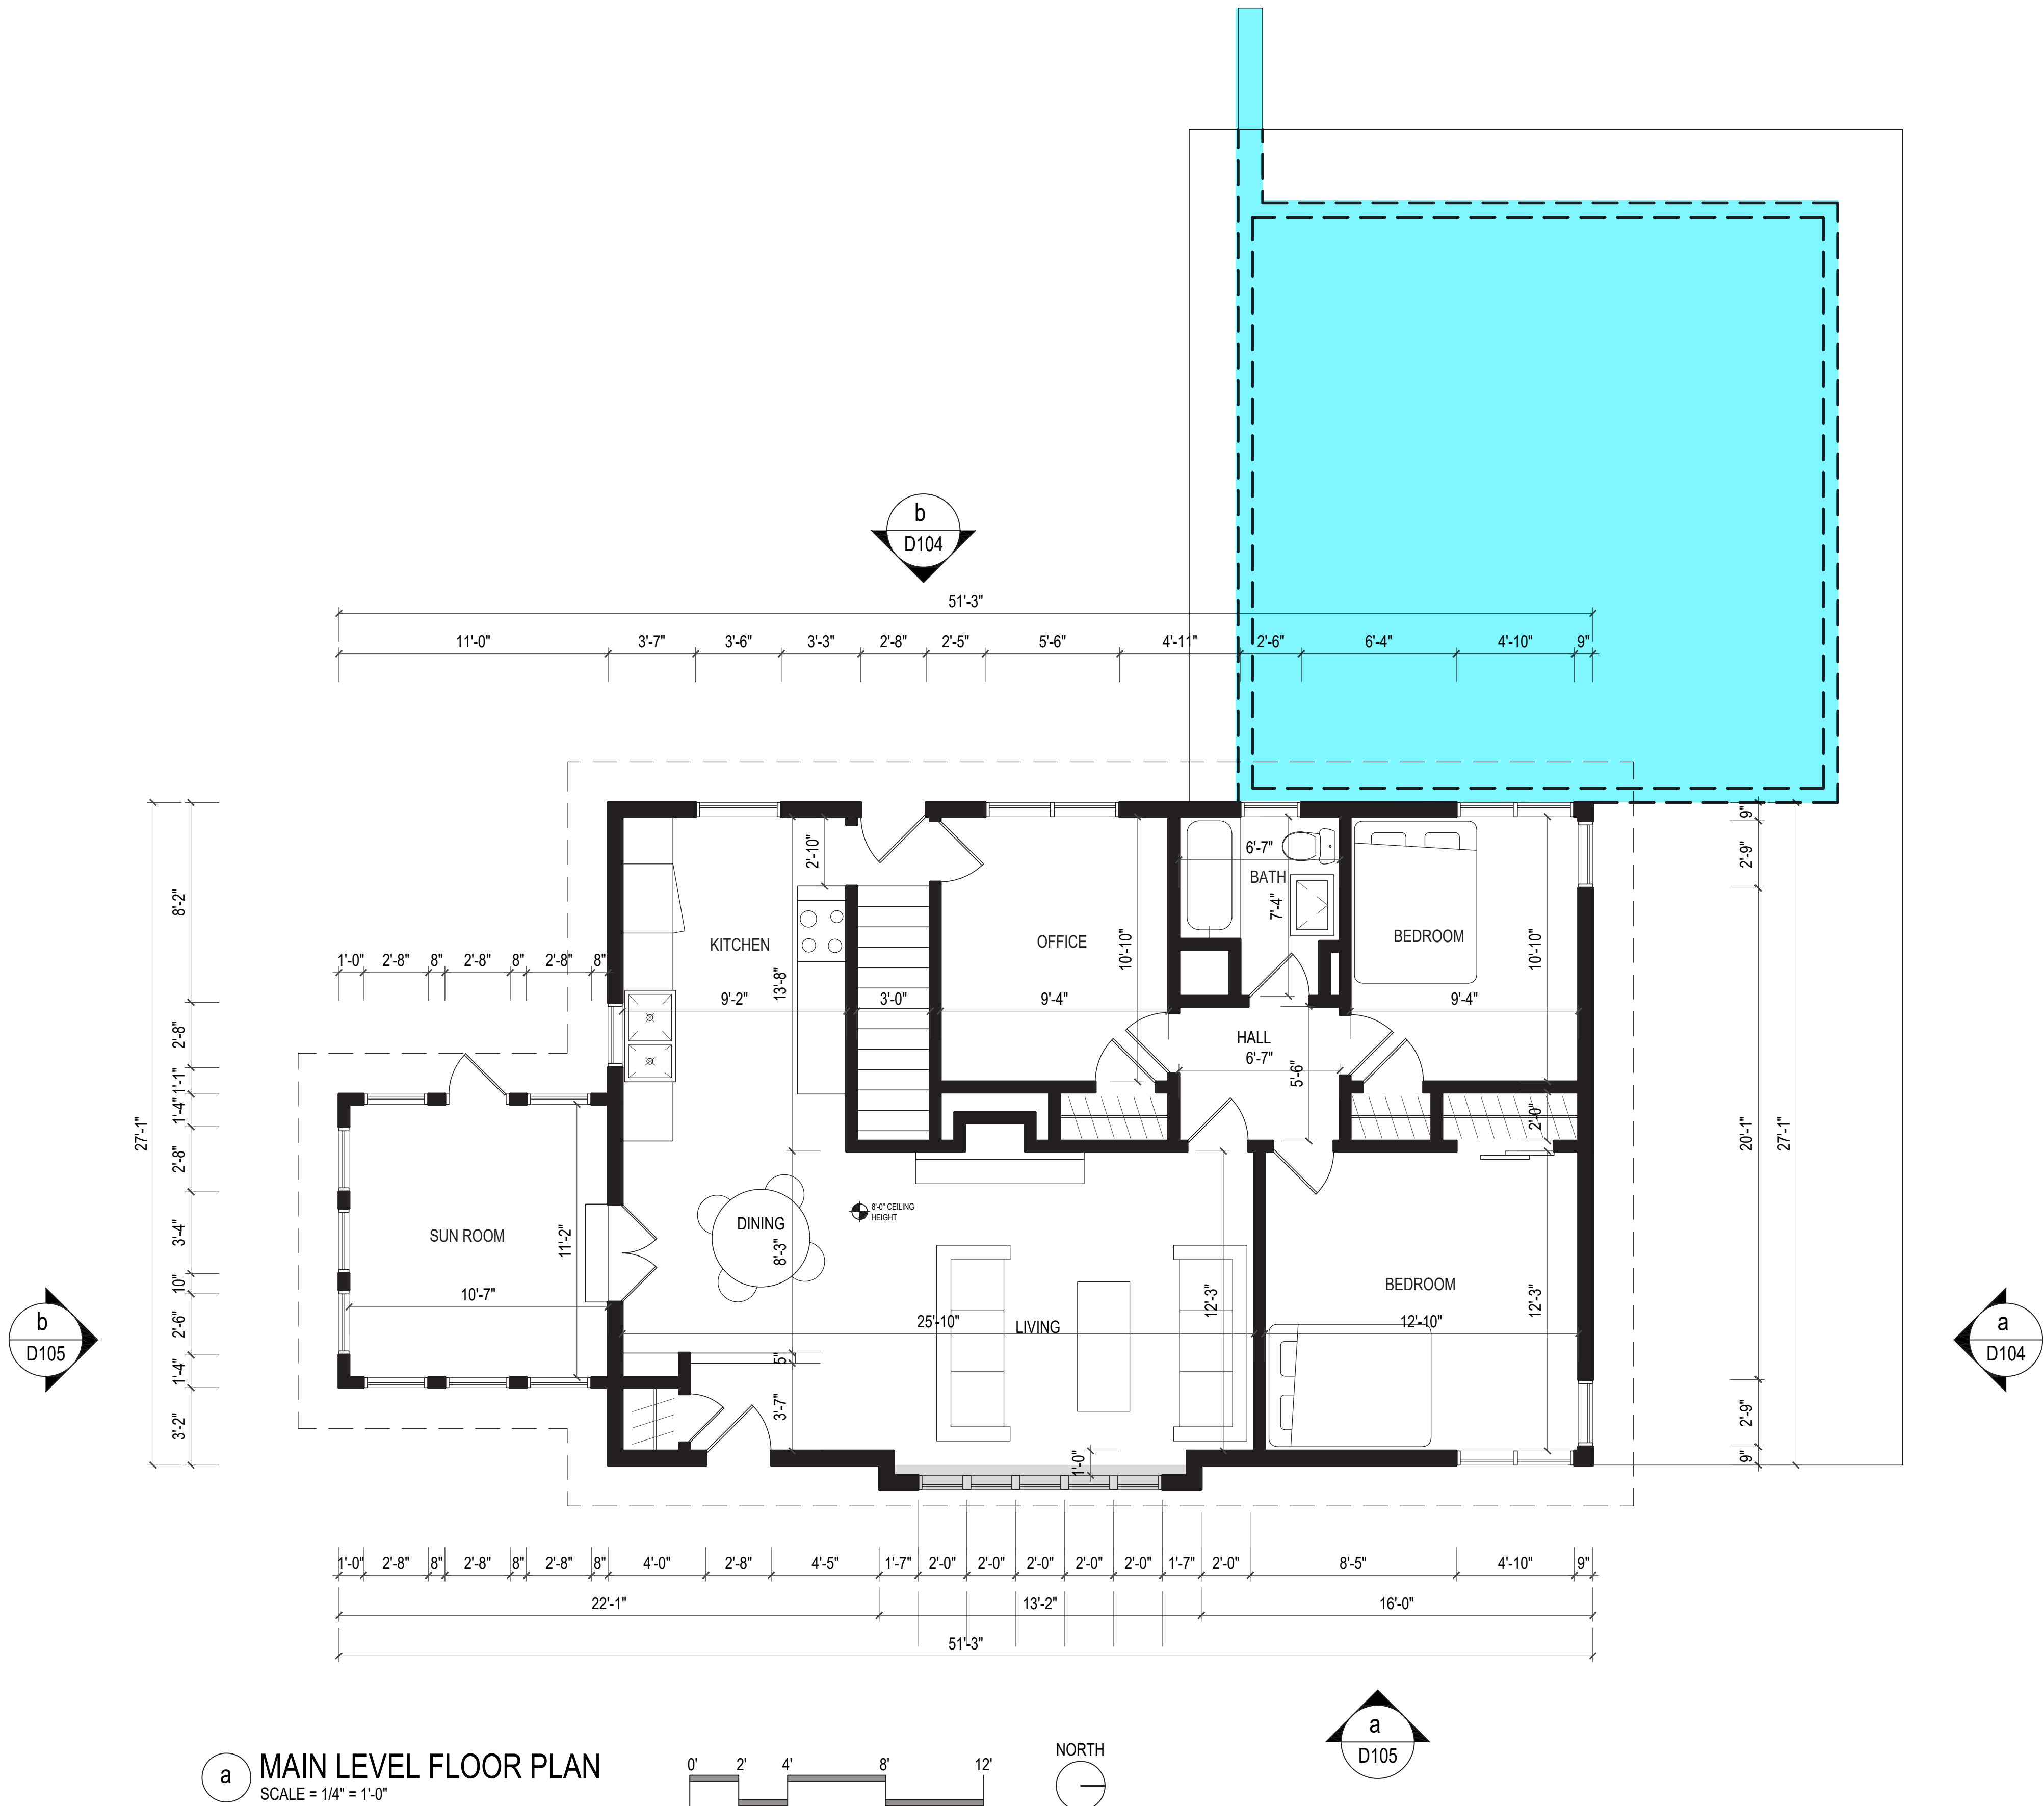 b
D104
51'-3"
11'-0" 3'-7" 3'-6" 3'-3" 2'-8" 2'-5" 5'-6" 4'-11" 2'-6" 6'-4" 4'-10" 9"
27'-1"
8'-2"
2'-8"
1'-1"
1'-4"
2'-8"
3'-4"
10"
2'-6"
1'-4"
3'-2"
1'-0" 2'-8" 8" 2'-8" 8" 2'-8" 8"
2'-10"
KITCHEN
9'-2"
13'-8"
3'-0"
OFFICE
10'-10"
9'-4"
6'-7"
BATH
7'-4"
BEDROOM
10'-10"
9'-4"
HALL
6'-7"
5'-6"
2'-0"
9"
2'-9"
20'-1"
27'-1"
2'-9"
9"
SUN ROOM
11'-2"
10'-7"
DINING
8'-3"
8'-0" CEILING
HEIGHT
25'-10"
LIVING
12'-3"
BEDROOM
12'-10"
12'-3"
5"
3'-7"
1'-0"
b
D105
a
D104
1'-0" 2'-8" 8" 2'-8" 8" 2'-8" 8" 4'-0" 2'-8" 4'-5" 1'-7" 2'-0" 2'-0" 2'-0" 2'-0" 2'-0" 1'-7" 2'-0" 8'-5" 4'-10" 9"
22'-1" 13'-2" 16'-0"
51'-3"
a
D105
a MAIN LEVEL FLOOR PLAN
SCALE = 1/4" = 1'-0"
0' 2' 4' 8' 12'
NORTH